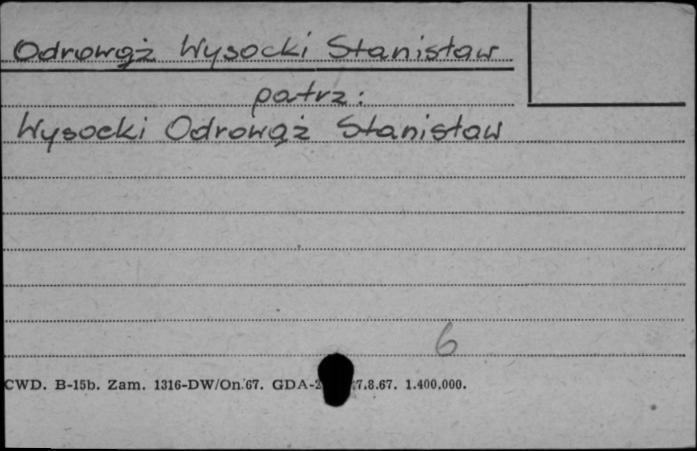 Odrowąż Wysocki Stanisław
patrz:
Wysocki Odrowąż Stanisław
6
CWD. B-15b. Zam. 1316-DW/On.67. GDA-2 7.8.67. 1.400.000.